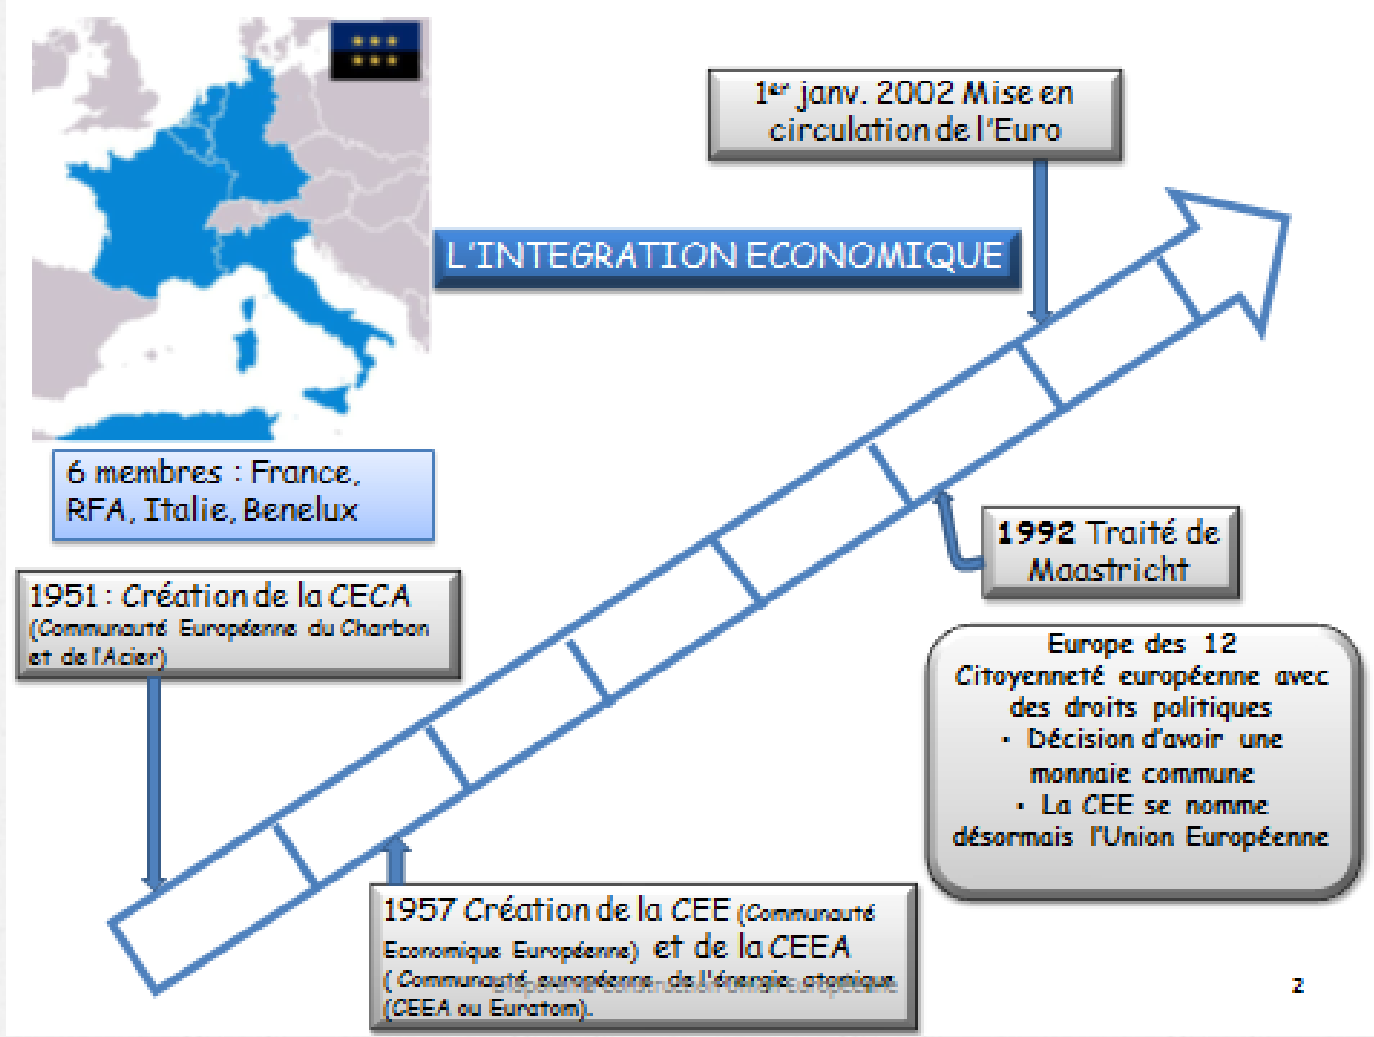 1er janv. 2002 Mise en
circulation de l'Euro
L'INTEGRATION ECONOMIQUE
6 membres : France,
RFA, Italie, Benelux
1951 : Création de la CECA
(Communauté Européenne du Charbon
et de l'Acier)
1992 Traité de
Maastricht
Europe des 12
Citoyenneté européenne avec
des droits politiques
• Décision d'avoir une
monnaie commune
• La CEE se nomme
désormais l'Union Européenne
1957 Création de la CEE (Communauté
Economique Européenne) et de la CEEA
( Communauté européenne de l'énergie atomique
(CEEA ou Euratom).
2